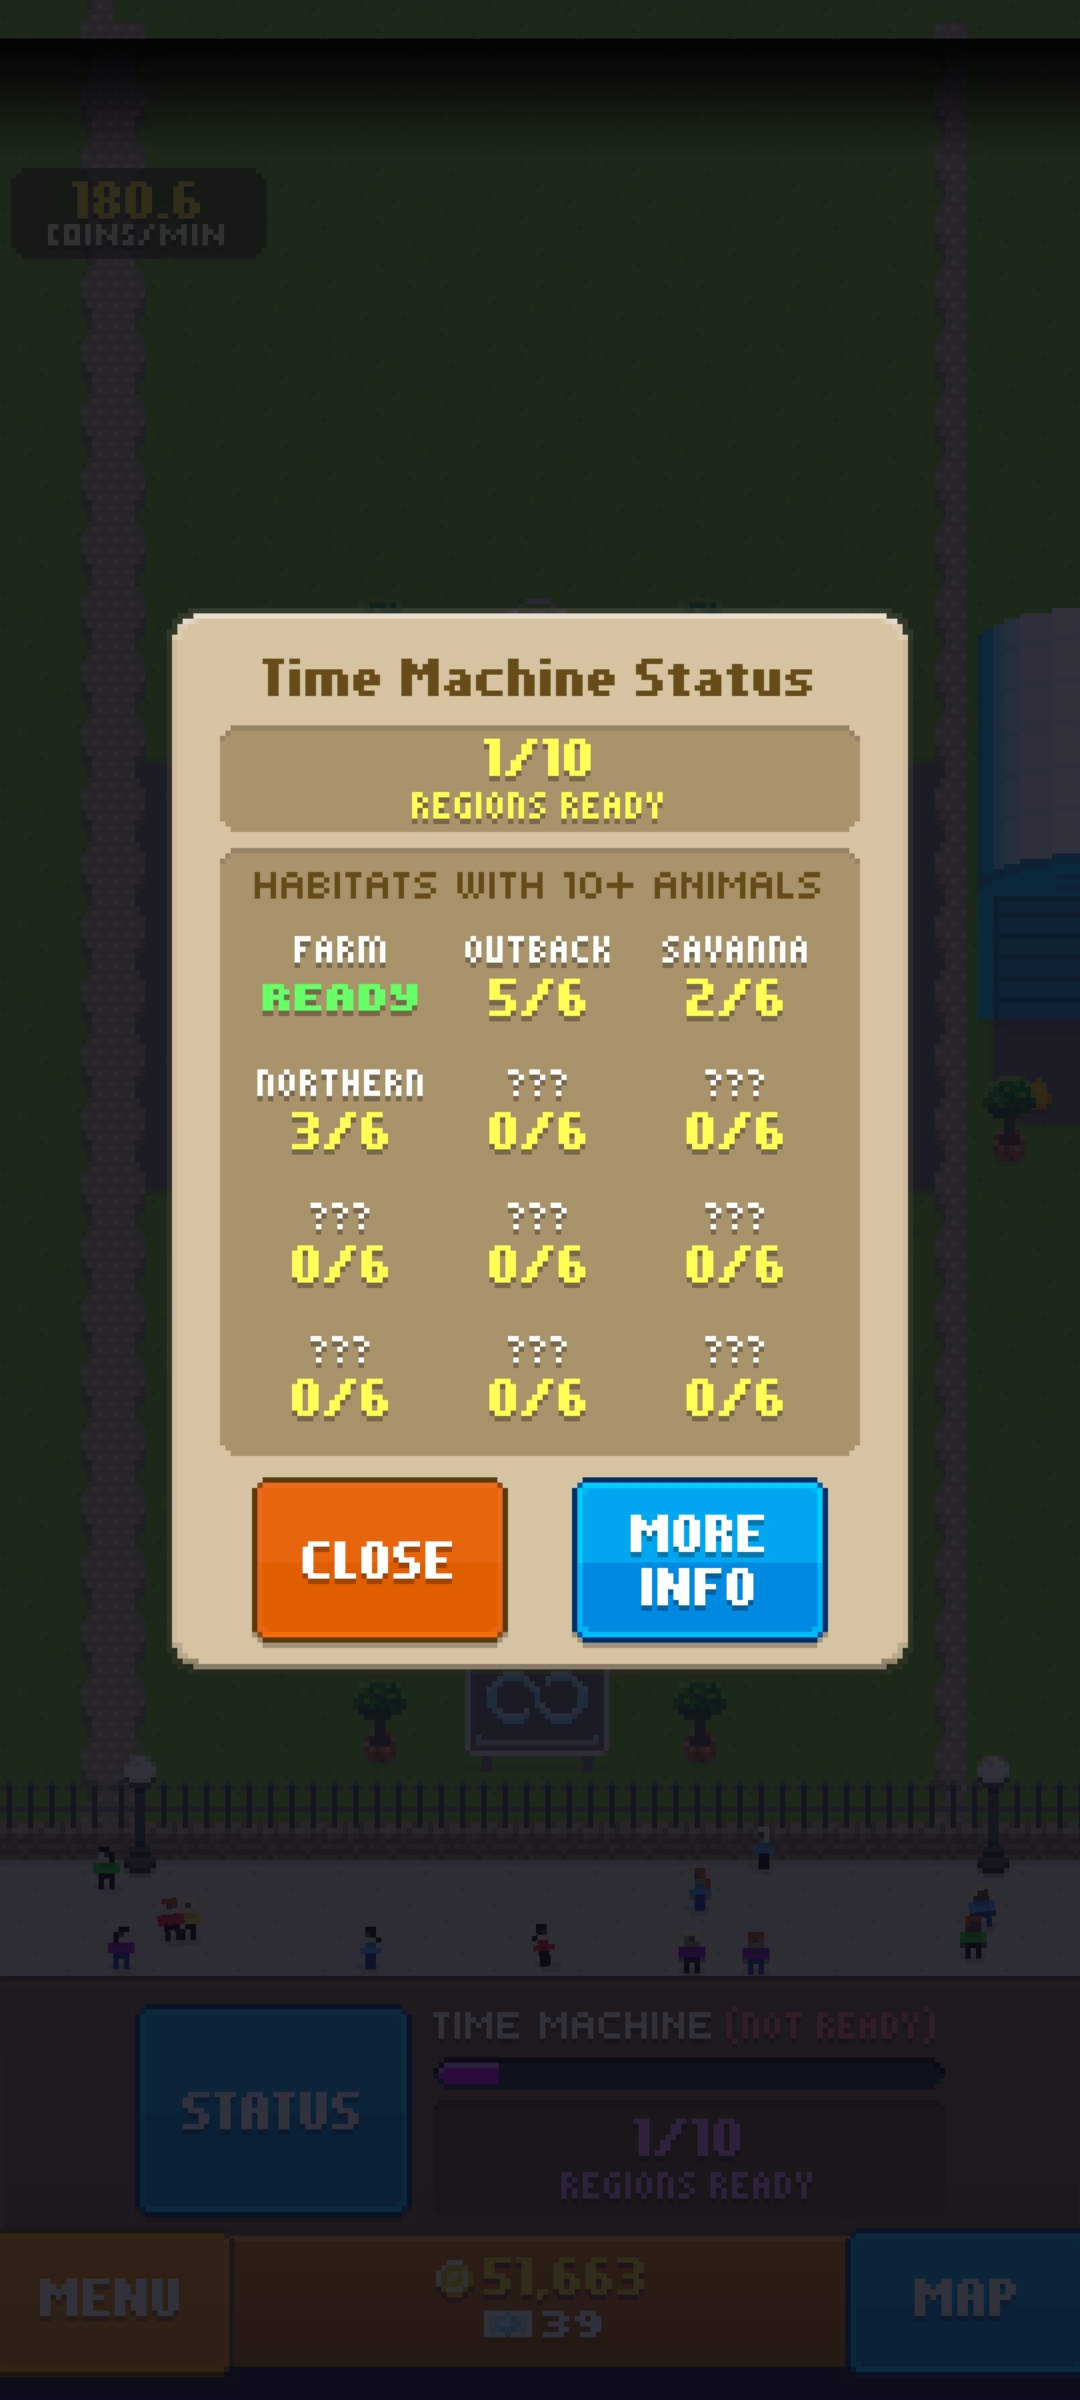 180.6
COINS/MIN
Time Machine Status
1/10
REGIONS READY
HABITATS WITH 10+ ANIMALS
FARM OUTBACK SAVANNA
READY 5/6 2/6
NORTHERN ??? ???
3/6 0/6 0/6
??? ??? ???
0/6 0/6 0/6
??? ??? ???
0/6 0/6 0/6
CLOSE
MORE
INFO
TIME MACHINE (NOT READY)
STATUS
1/10
REGIONS READY
MENU
51,663
39
MAP